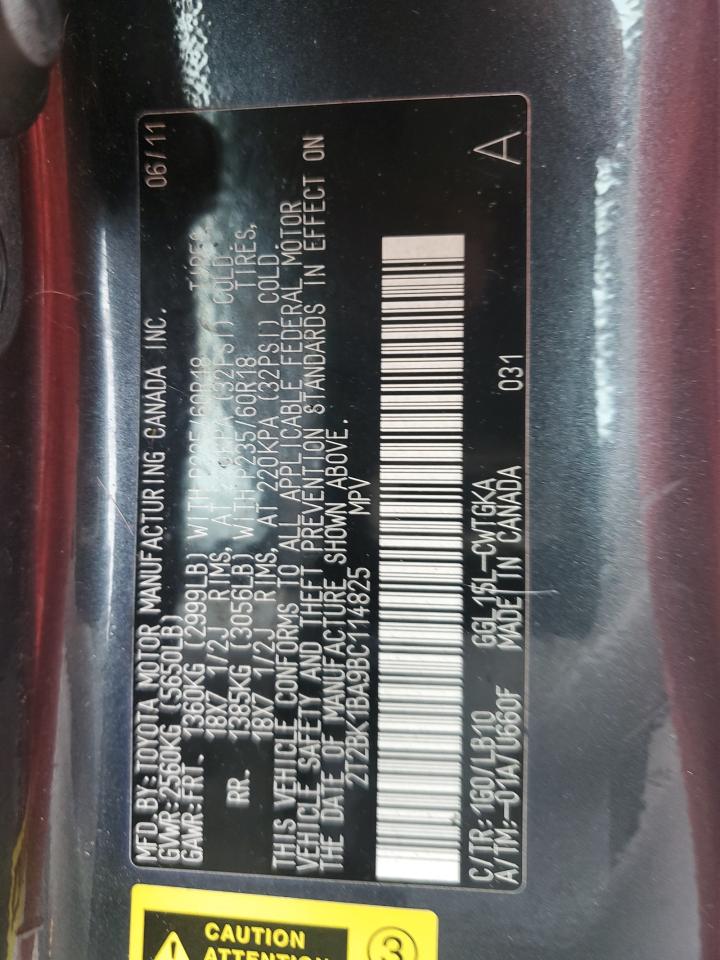 MFD.BY:TOYOTA MOTOR MANUFACTURING CANADA INC. 06/11
GVWR:2560KG (5650LB)
GAWR:FRT. 1360KG (2999LB) WITH TIRES,
18X7 1/2J RIMS, AT (32PSI) COLD.
RR. 1385KG (3056LB) WITH P235/60R18 TIRES,
18X7 1/2J RIMS, AT 220KPA (32PSI) COLD.
THIS VEHICLE CONFORMS TO ALL APPLICABLE FEDERAL MOTOR
VEHICLE SAFETY AND THEFT PREVENTION STANDARDS IN EFFECT ON
THE DATE OF MANUFACTURE SHOWN ABOVE.
2T2BK1BA9BC114825 MPV
C/TR:1G0/LB10 GGL15L-CWTGKA
A/TM:-01A/U660F MADE IN CANADA 031 A
CAUTION
ATTENTION
3